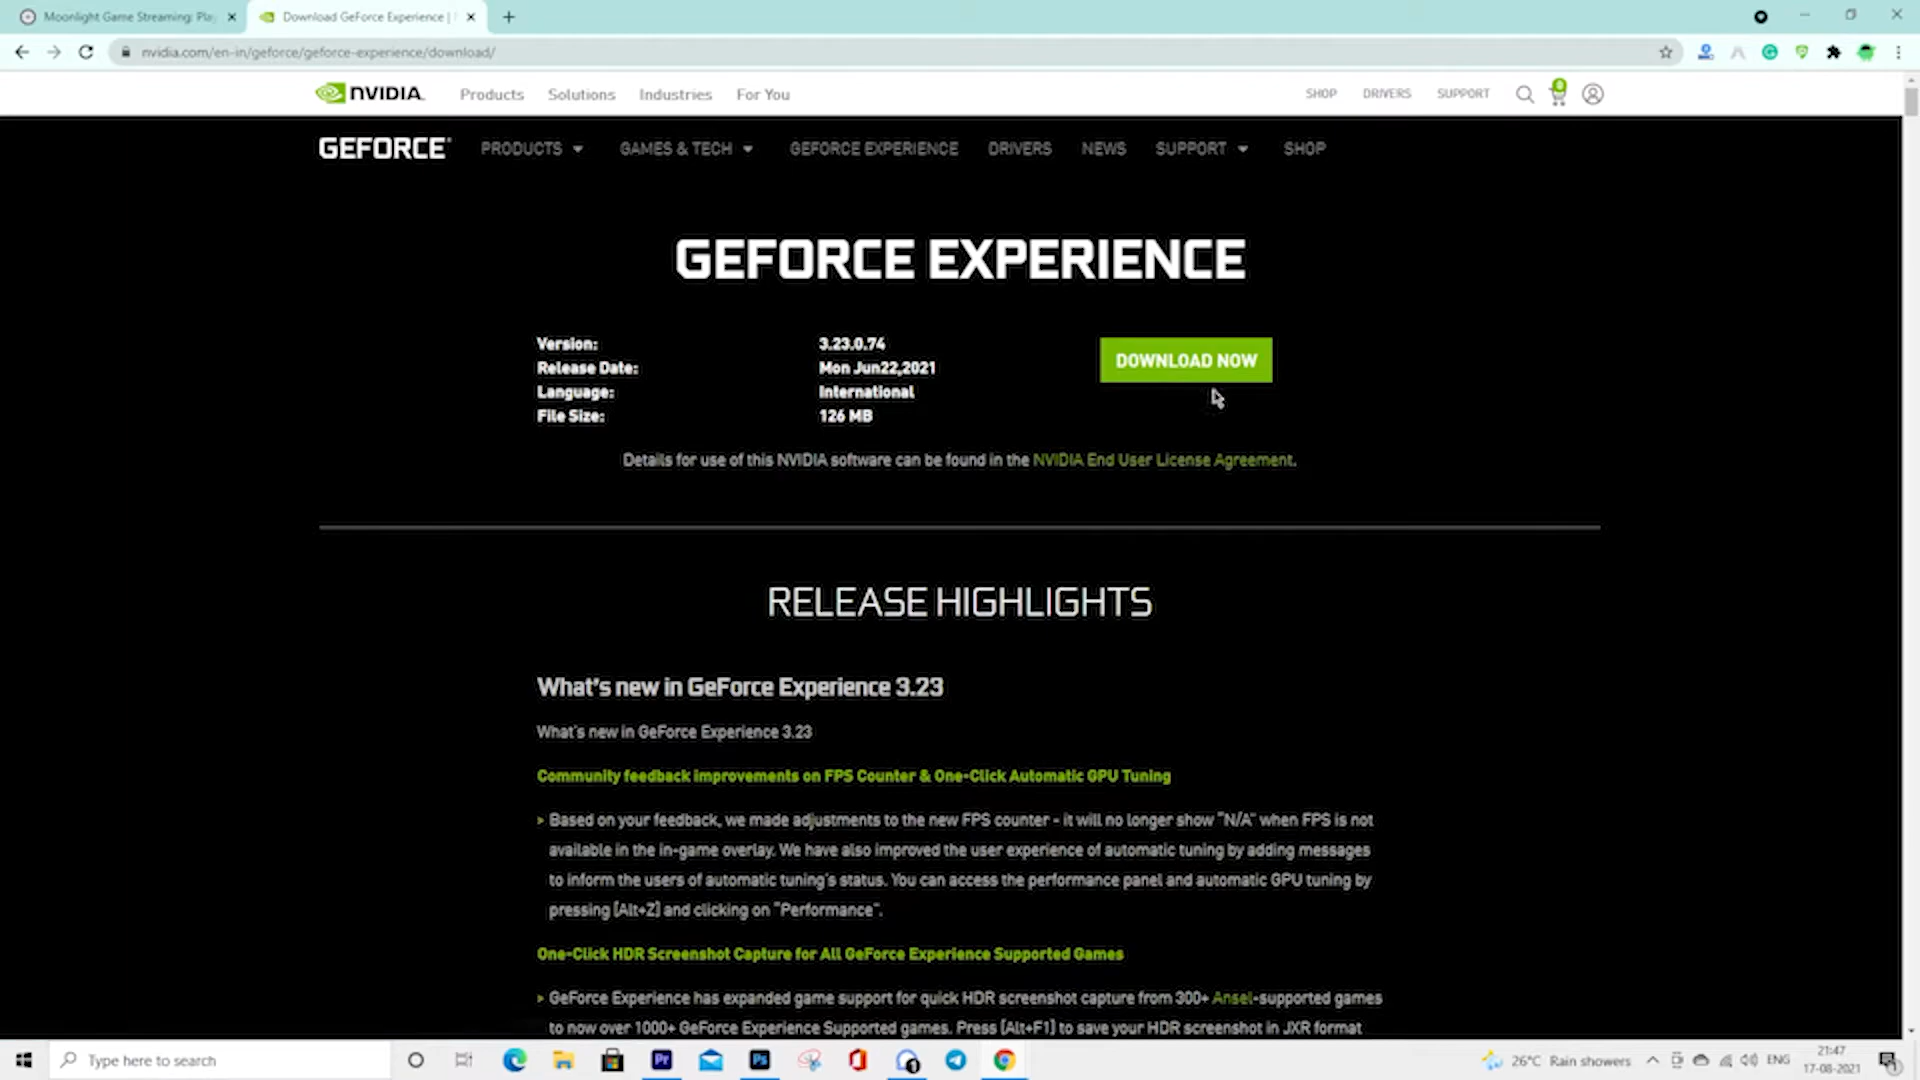 Moonlight Game Streaming: Pla
Download GeForce Experience |
nvidia.com/en-in/geforce/geforce-experience/download/
NVIDIA. Products Solutions Industries For You SHOP DRIVERS SUPPORT 0
GEFORCE PRODUCTS GAMES & TECH GEFORCE EXPERIENCE DRIVERS NEWS SUPPORT SHOP
GEFORCE EXPERIENCE
Version: 3.23.0.74
DOWNLOAD NOW
Release Date: Mon Jun22,2021
Language: International
File Size: 126 MB
Details for use of this NVIDIA software can be found in the NVIDIA End User License Agreement.
RELEASE HIGHLIGHTS
What's new in GeForce Experience 3.23
What's new in GeForce Experience 3.23
Community feedback improvements on FPS Counter & One-Click Automatic GPU Tuning
Based on your feedback, we made adjustments to the new FPS counter - it will no longer show "N/A" when FPS is not
available in the in-game overlay. We have also improved the user experience of automatic tuning by adding messages
to inform the users of automatic tuning's status. You can access the performance panel and automatic GPU tuning by
pressing [Alt+Z] and clicking on "Performance".
One-Click HDR Screenshot Capture for All GeForce Experience Supported Games
GeForce Experience has expanded game support for quick HDR screenshot capture from 300+ Ansel-supported games
to now over 1000+ GeForce Experience Supported games. Press [Alt+F1] to save your HDR screenshot in JXR format
Type here to search
Pr
Ps
26°C Rain showers
ENG
21:47
17-08-2021